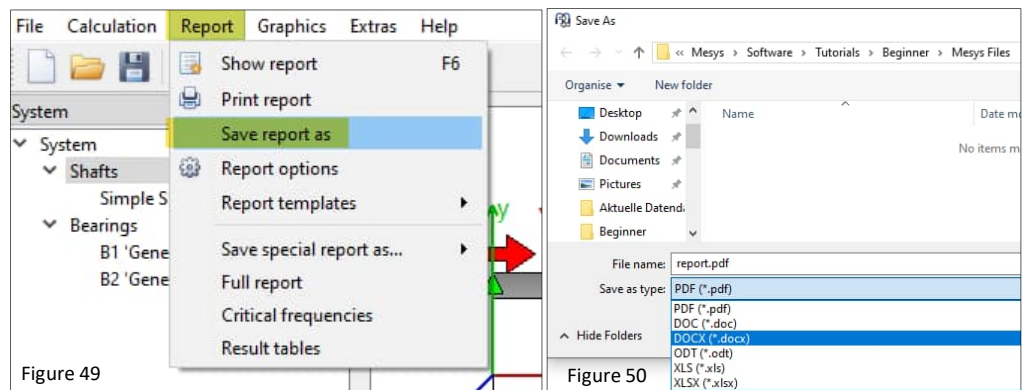 File Calculation Report Graphics Extras Help
Show report F6
Print report
System
Save report as
System
Shafts
Report options
Simple S
Report templates
Bearings
B1 'Gene
Save special report as...
B2 'Gene
Full report
Critical frequencies
Result tables
y
Figure 49
Save As
« Mesys > Software > Tutorials > Beginner > Mesys Files
Organise New folder
Desktop
Name Date mo
Downloads
No items m
Documents
Pictures
Aktuelle Datend
Beginner
File name: report.pdf
Save as type: PDF (*.pdf)
PDF (*.pdf)
DOC (*.doc)
Hide Folders
DOCX (*.docx)
ODT (*.odt)
XLS (*.xls)
XLSX (*.xlsx)
Figure 50